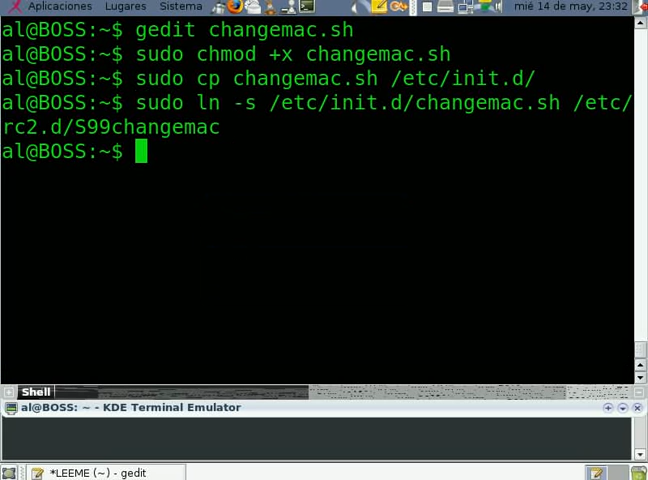 Aplicaciones Lugares Sistema mié 14 de may, 23:32
al@BOSS:~$ gedit changemac.sh
al@BOSS:~$ sudo chmod +x changemac.sh
al@BOSS:~$ sudo cp changemac.sh /etc/init.d/
al@BOSS:~$ sudo ln -s /etc/init.d/changemac.sh /etc/
rc2.d/S99changemac
al@BOSS:~$
Shell
al@BOSS: ~ - KDE Terminal Emulator
*LEEME (~) - gedit